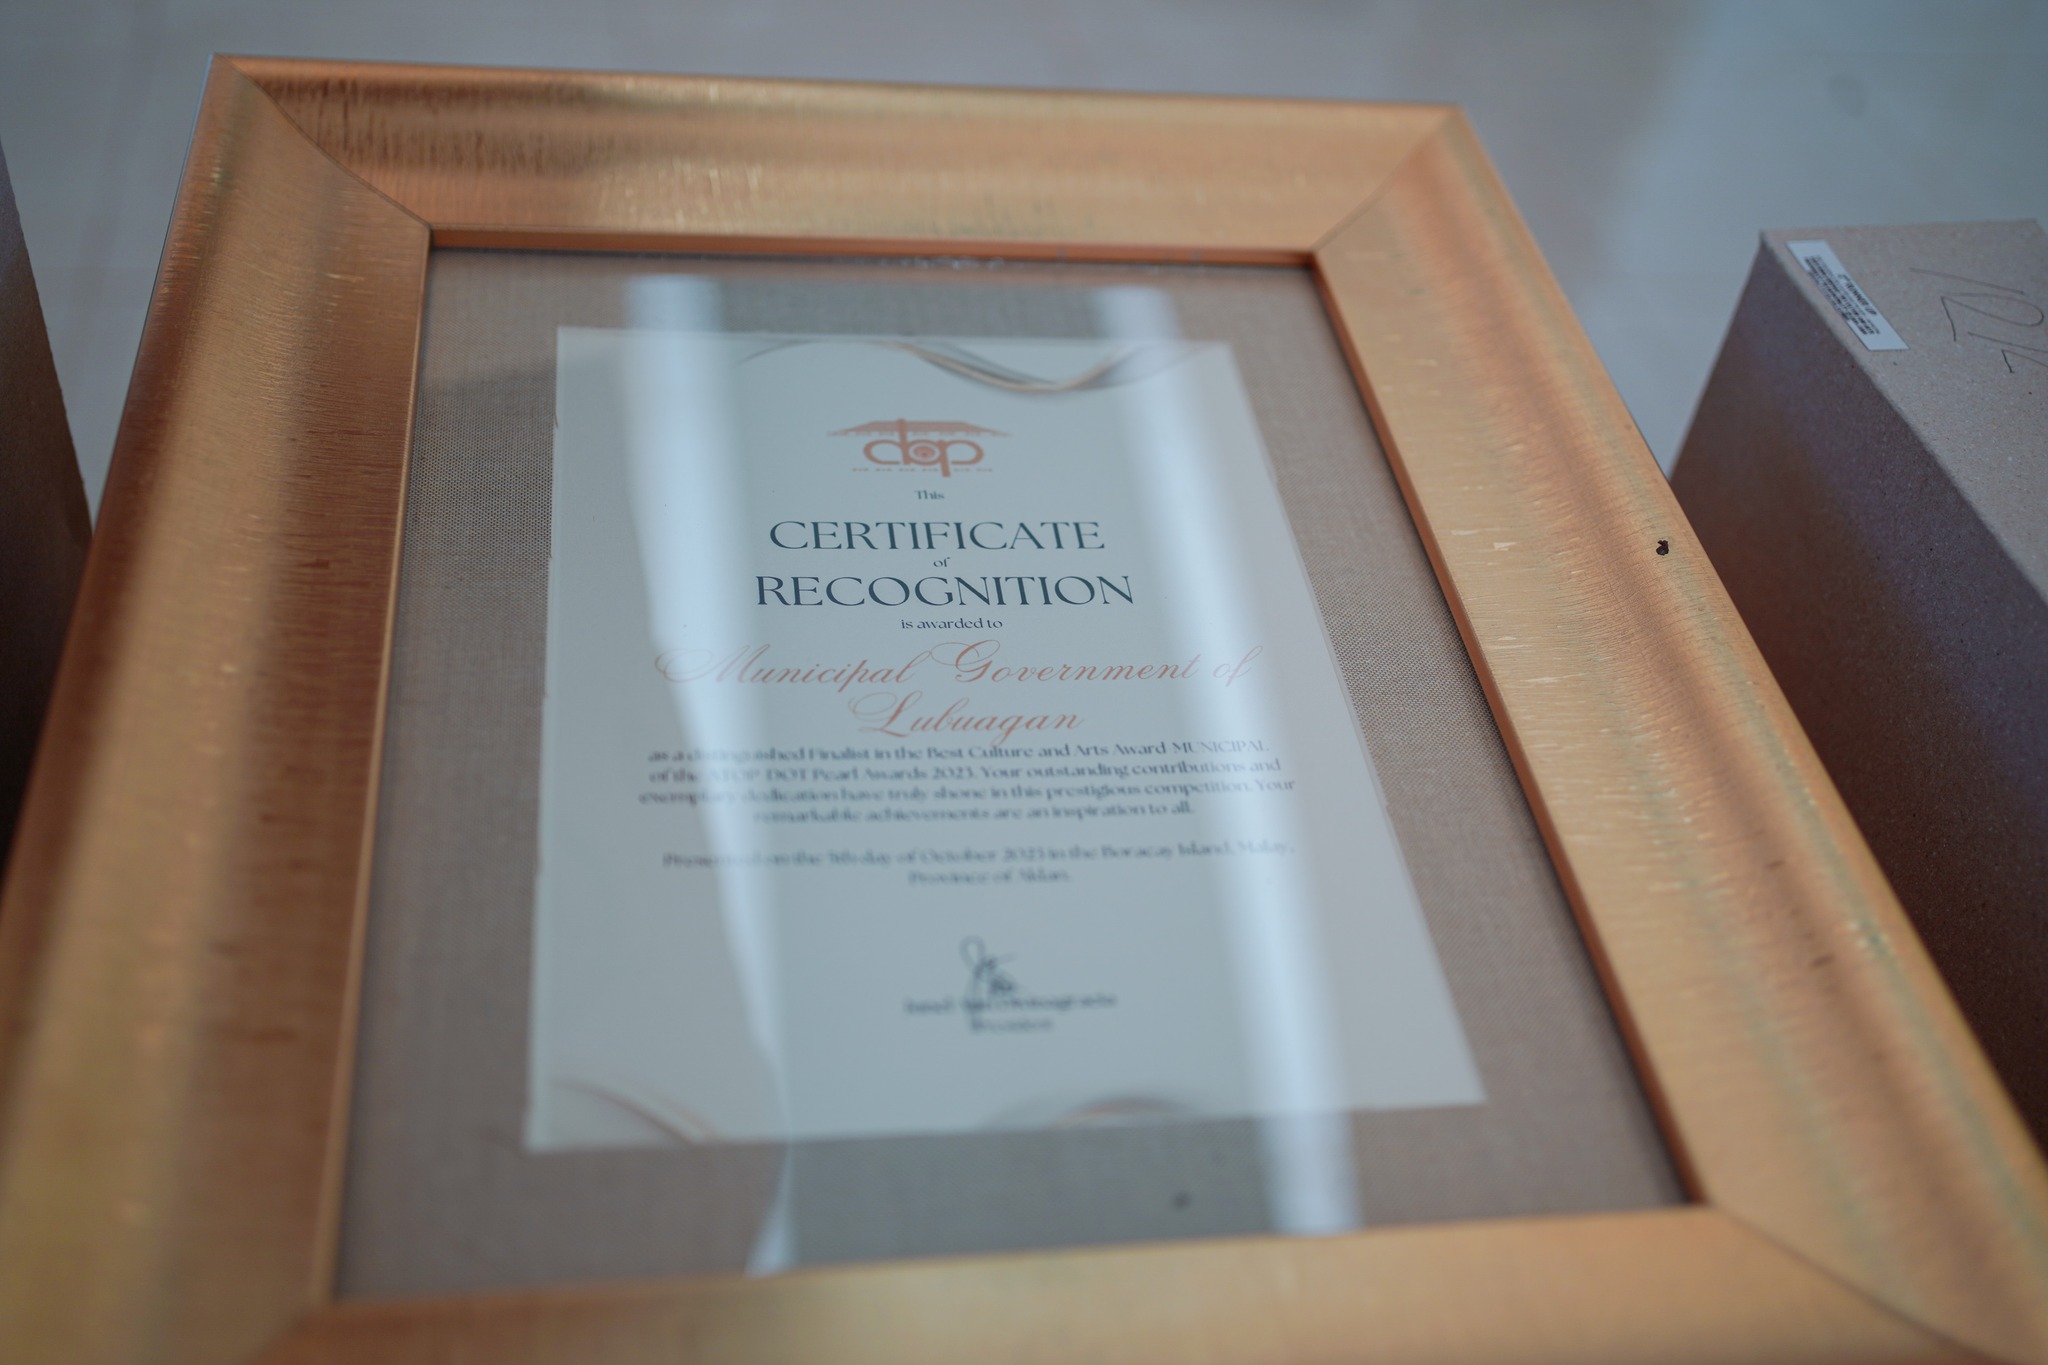 This
CERTIFICATE
of
RECOGNITION
is awarded to
Municipal Government of
Lubuagan
as a distinguished Finalist in the Best Culture and Arts Award MUNICIPAL
of the ATOP DOT Pearl Awards 2023. Your outstanding contributions and
exemplary dedication have truly shone in this prestigious competition. Your
remarkable achievements are an inspiration to all.
Presented on the day of October 2023 in the Boracay Island, Malay,
Province of Aklan.
President